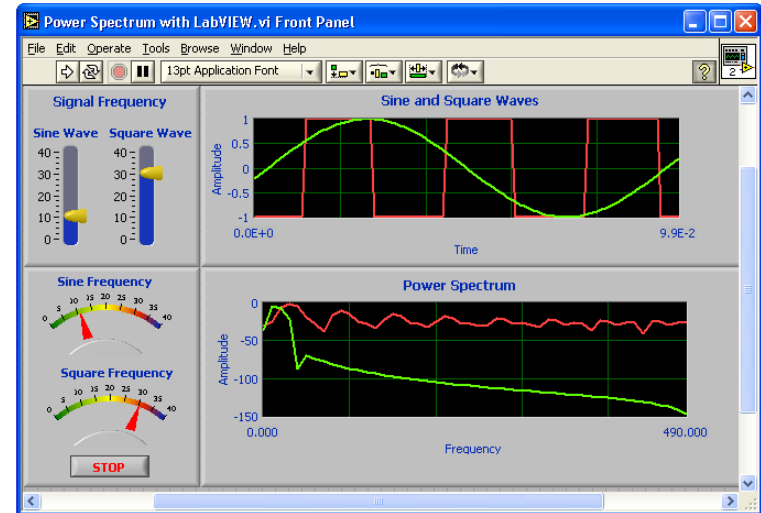 Power Spectrum with LabVIEW.vi Front Panel
File Edit Operate Tools Browse Window Help
13pt Application Font
2
Signal Frequency
Sine Wave Square Wave
40 40
30 30
20 20
10 10
0 0
Sine and Square Waves
Amplitude
1
0.5
0
-0.5
-1
0.0E+0 9.9E-2
Time
Sine Frequency
0 5 10 15 20 25 30 35 40
Square Frequency
0 5 10 15 20 25 30 35 40
STOP
Power Spectrum
Amplitude
0
-50
-100
-150
0.000 490.000
Frequency